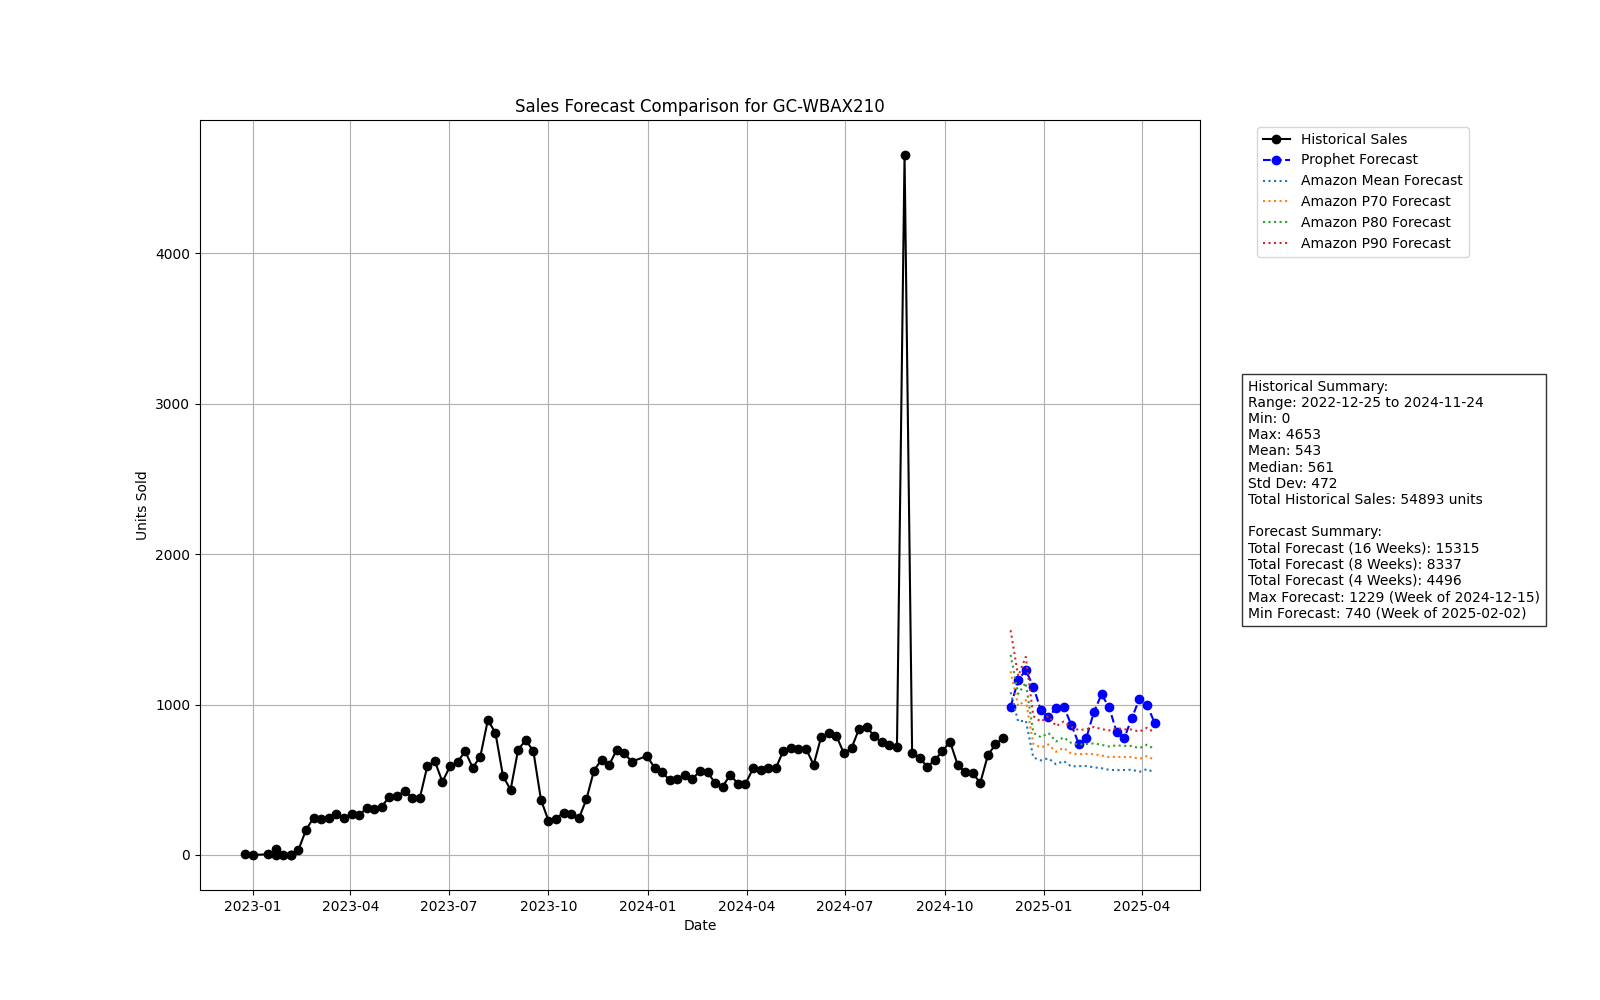 Sales Forecast Comparison for GC-WBAX210
Historical Sales
Prophet Forecast
Amazon Mean Forecast
Amazon P70 Forecast
Amazon P80 Forecast
Amazon P90 Forecast
4000
3000
2000
1000
0
Units Sold
2023-01
2023-04
2023-07
2023-10
2024-01
2024-04
2024-07
2024-10
2025-01
2025-04
Date
Historical Summary:
Range: 2022-12-25 to 2024-11-24
Min: 0
Max: 4653
Mean: 543
Median: 561
Std Dev: 472
Total Historical Sales: 54893 units
Forecast Summary:
Total Forecast (16 Weeks): 15315
Total Forecast (8 Weeks): 8337
Total Forecast (4 Weeks): 4496
Max Forecast: 1229 (Week of 2024-12-15)
Min Forecast: 740 (Week of 2025-02-02)